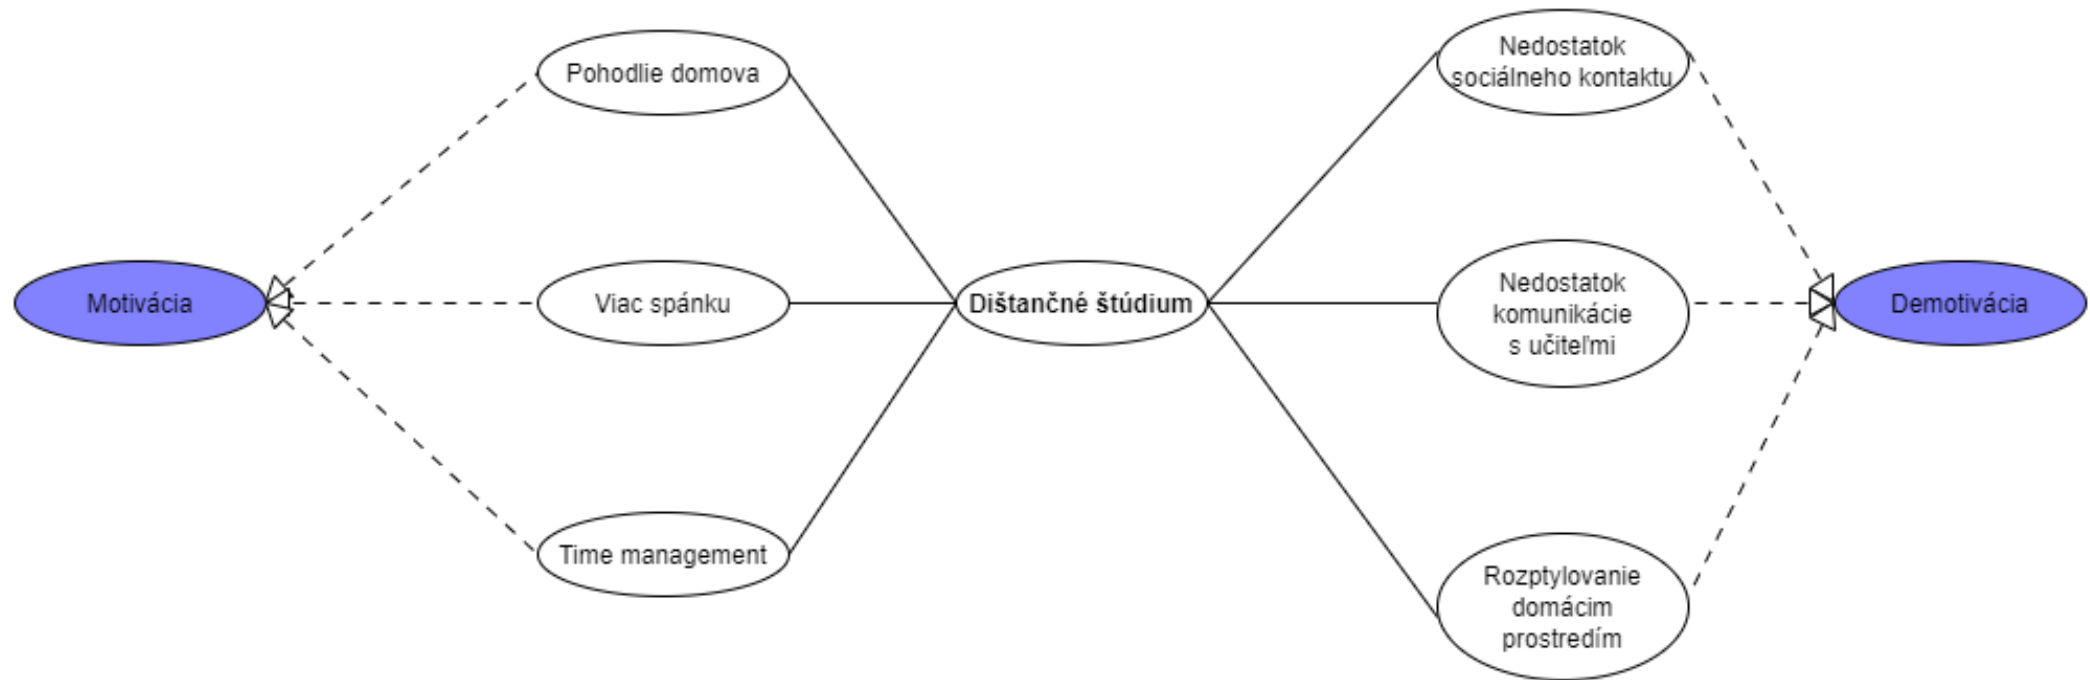 Motivácia
Pohodlie domova
Viac spánku
Time management
Dištančné štúdium
Nedostatok
sociálneho kontaktu
Nedostatok
komunikácie
s učiteľmi
Rozptylovanie
domácim
prostredím
Demotivácia